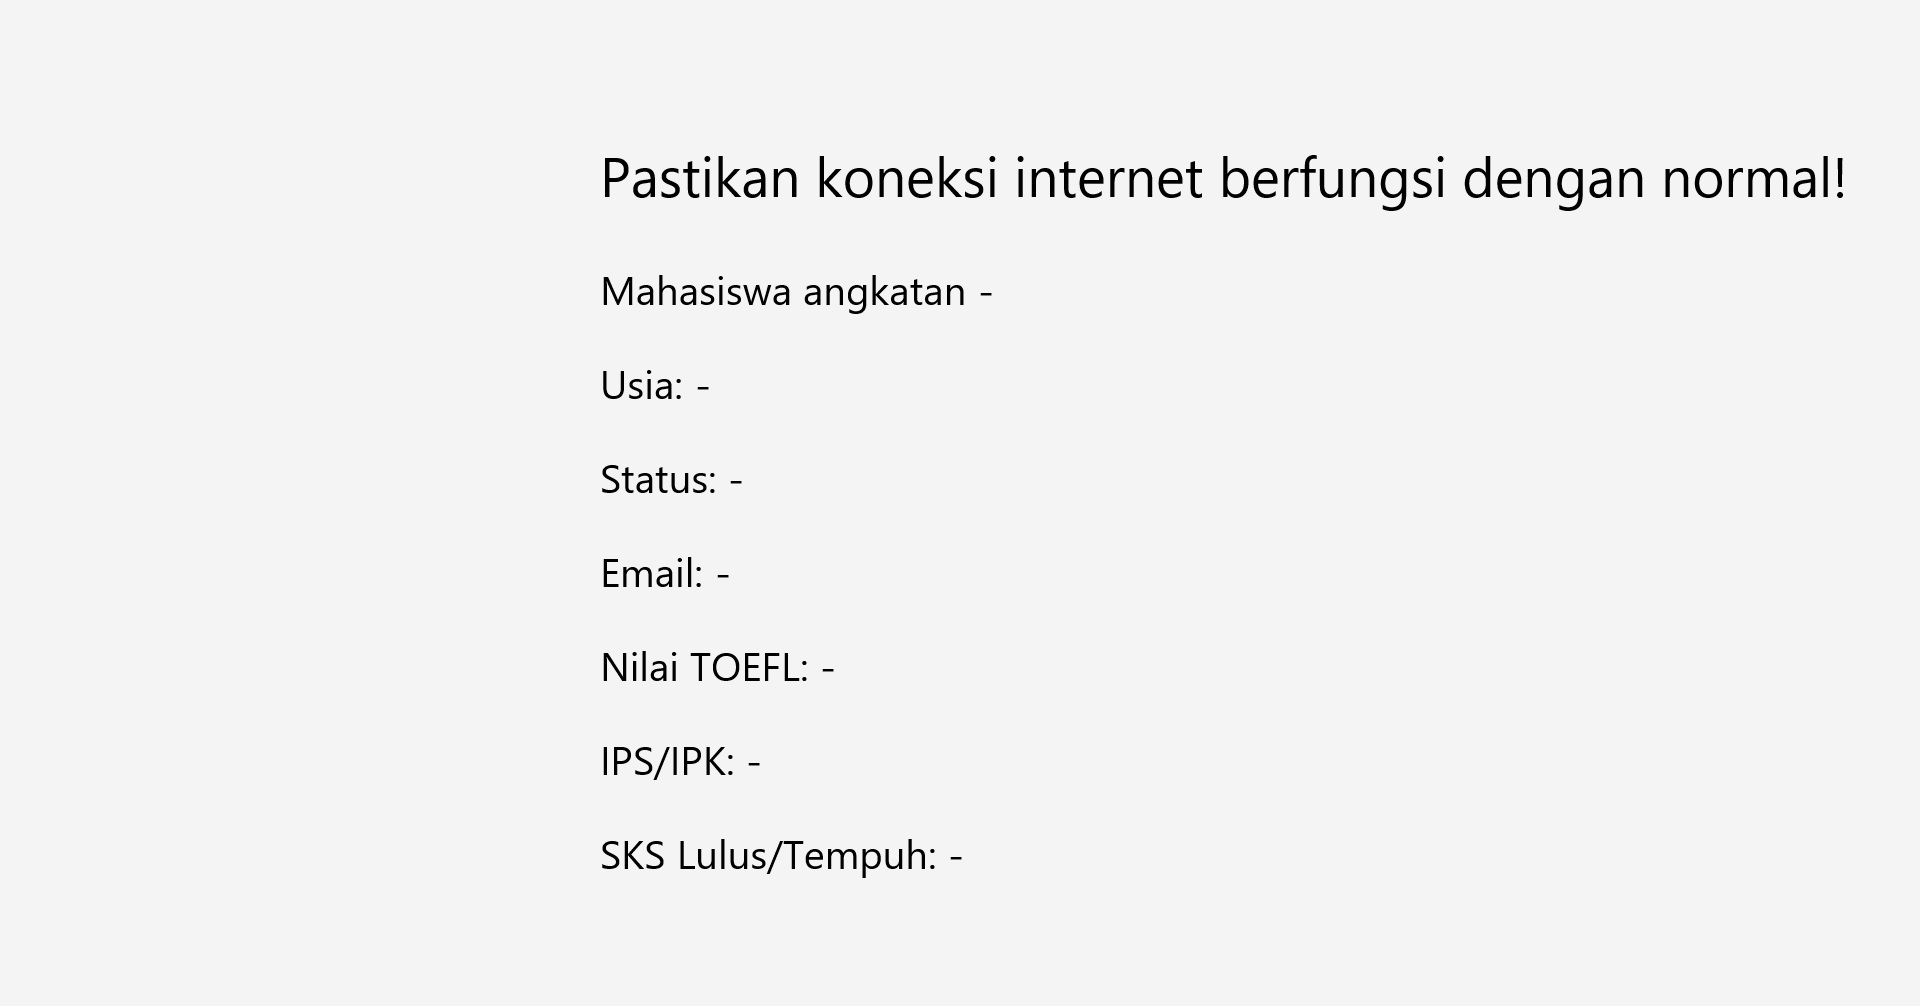 Pastikan koneksi internet berfungsi dengan normal!
Mahasiswa angkatan -
Usia: -
Status: -
Email: -
Nilai TOEFL: -
IPS/IPK: -
SKS Lulus/Tempuh: -